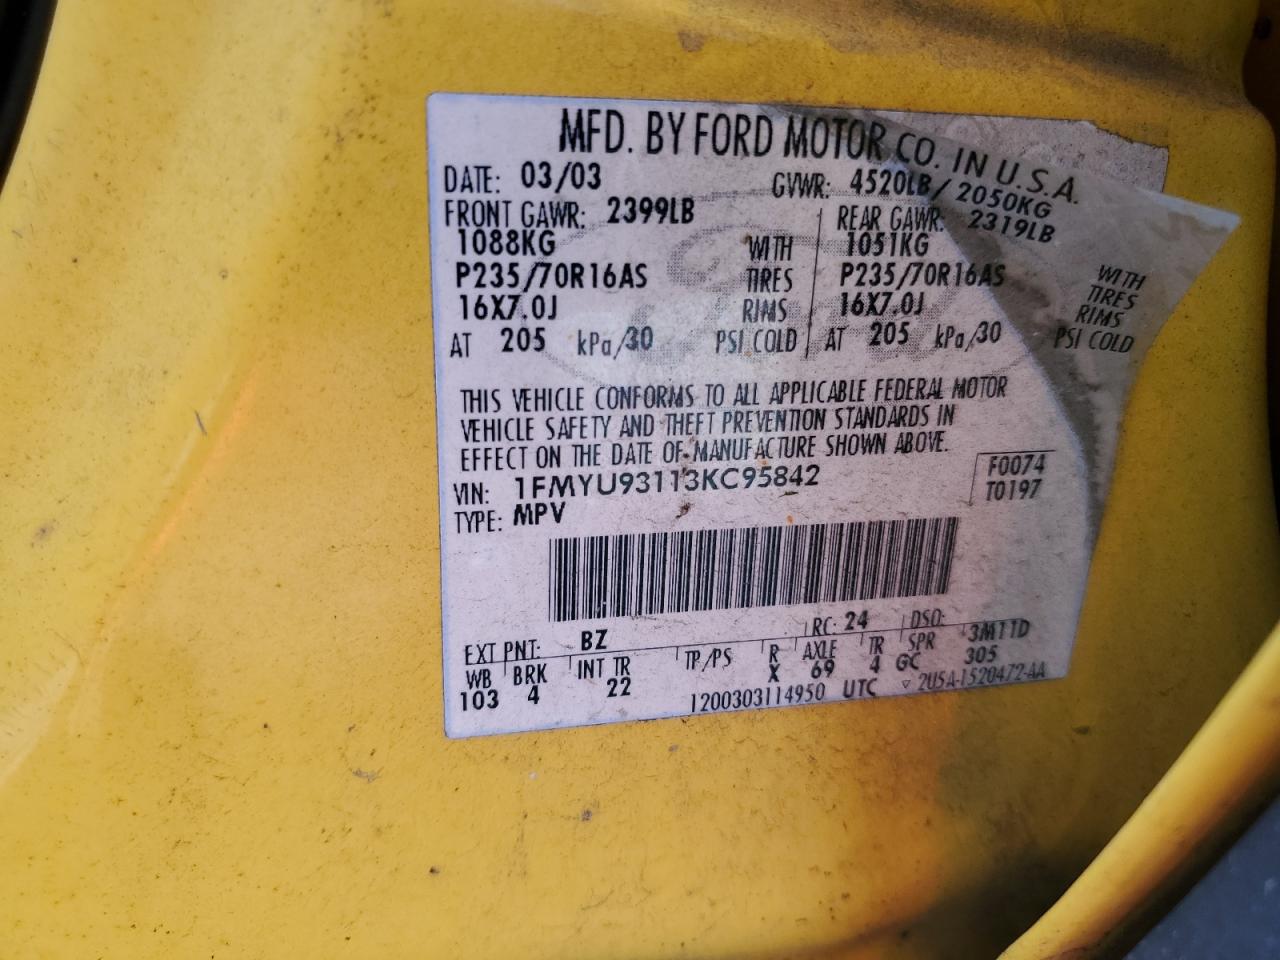 MFD. BY FORD MOTOR CO. IN U.S.A.
DATE: 03/03 GVWR: 4520LB/2050KG
FRONT GAWR: 2399LB REAR GAWR: 2319LB
1088KG WITH 1051KG WITH
P235/70R16AS TIRES P235/70R16AS TIRES
16X7.0J RIMS 16X7.0J RIMS
AT 205 kPa/30 PSI COLD AT 205 kPa/30 PSI COLD
THIS VEHICLE CONFORMS TO ALL APPLICABLE FEDERAL MOTOR
VEHICLE SAFETY AND THEFT PREVENTION STANDARDS IN
EFFECT ON THE DATE OF MANUFACTURE SHOWN ABOVE.
VIN: 1FMYU93113KC95842 F0074
TYPE: MPV T0197
EXT PNT: BZ RC: 24 DSO:
WB BRK INT TR TP/PS R AXLE TR SPR 3M11D
103 4 22 X 69 4 GC 305
1200303114950 UTC ▿ 2U5A-1520472-AA